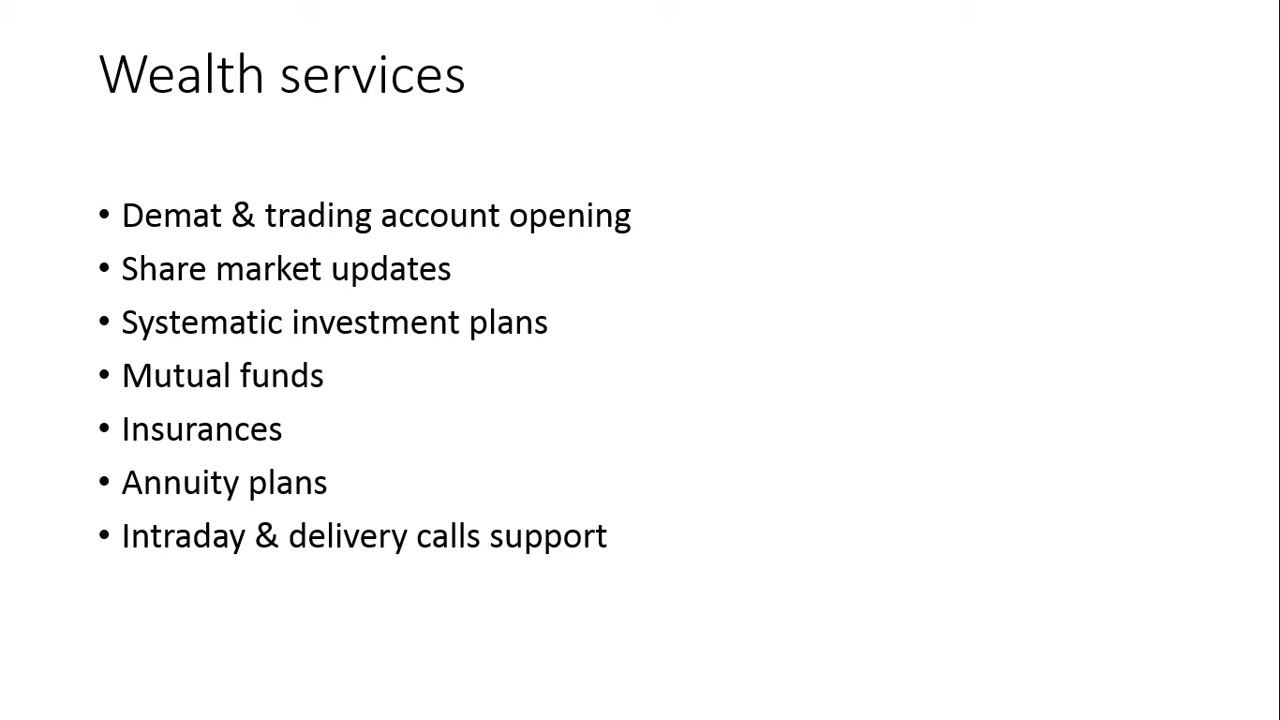 Wealth services
• Demat & trading account opening
• Share market updates
• Systematic investment plans
• Mutual funds
• Insurances
• Annuity plans
• Intraday & delivery calls support